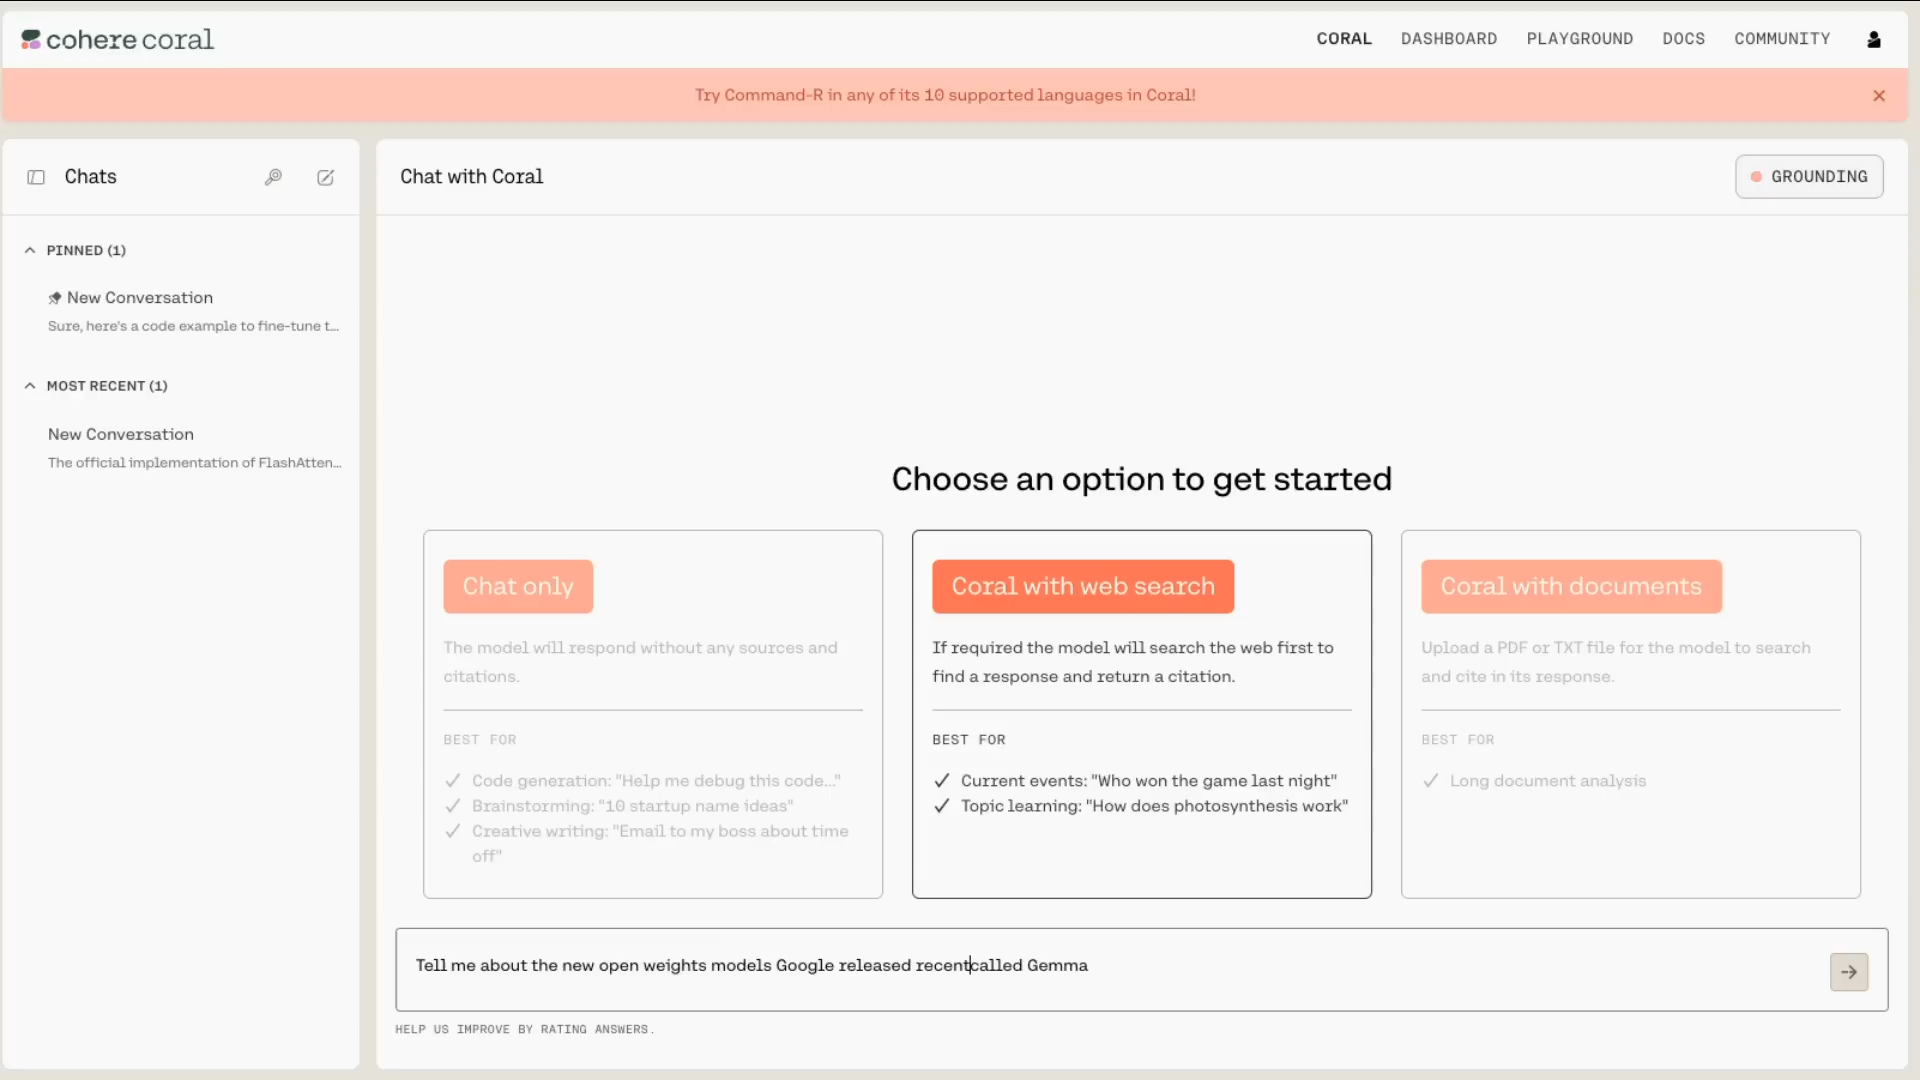 cohere coral
CORAL DASHBOARD PLAYGROUND DOCS COMMUNITY
Try Command-R in any of its 10 supported languages in Coral!
Chats
Chat with Coral
GROUNDING
PINNED (1)
New Conversation
Sure, here's a code example to fine-tune t...
MOST RECENT (1)
New Conversation
The official implementation of FlashAtten...
Choose an option to get started
Chat only
The model will respond without any sources and
citations.
BEST FOR
Code generation: "Help me debug this code..."
Brainstorming: "10 startup name ideas"
Creative writing: "Email to my boss about time
off"
Coral with web search
If required the model will search the web first to
find a response and return a citation.
BEST FOR
Current events: "Who won the game last night"
Topic learning: "How does photosynthesis work"
Coral with documents
Upload a PDF or TXT file for the model to search
and cite in its response.
BEST FOR
Long document analysis
Tell me about the new open weights models Google released recentcalled Gemma
HELP US IMPROVE BY RATING ANSWERS.